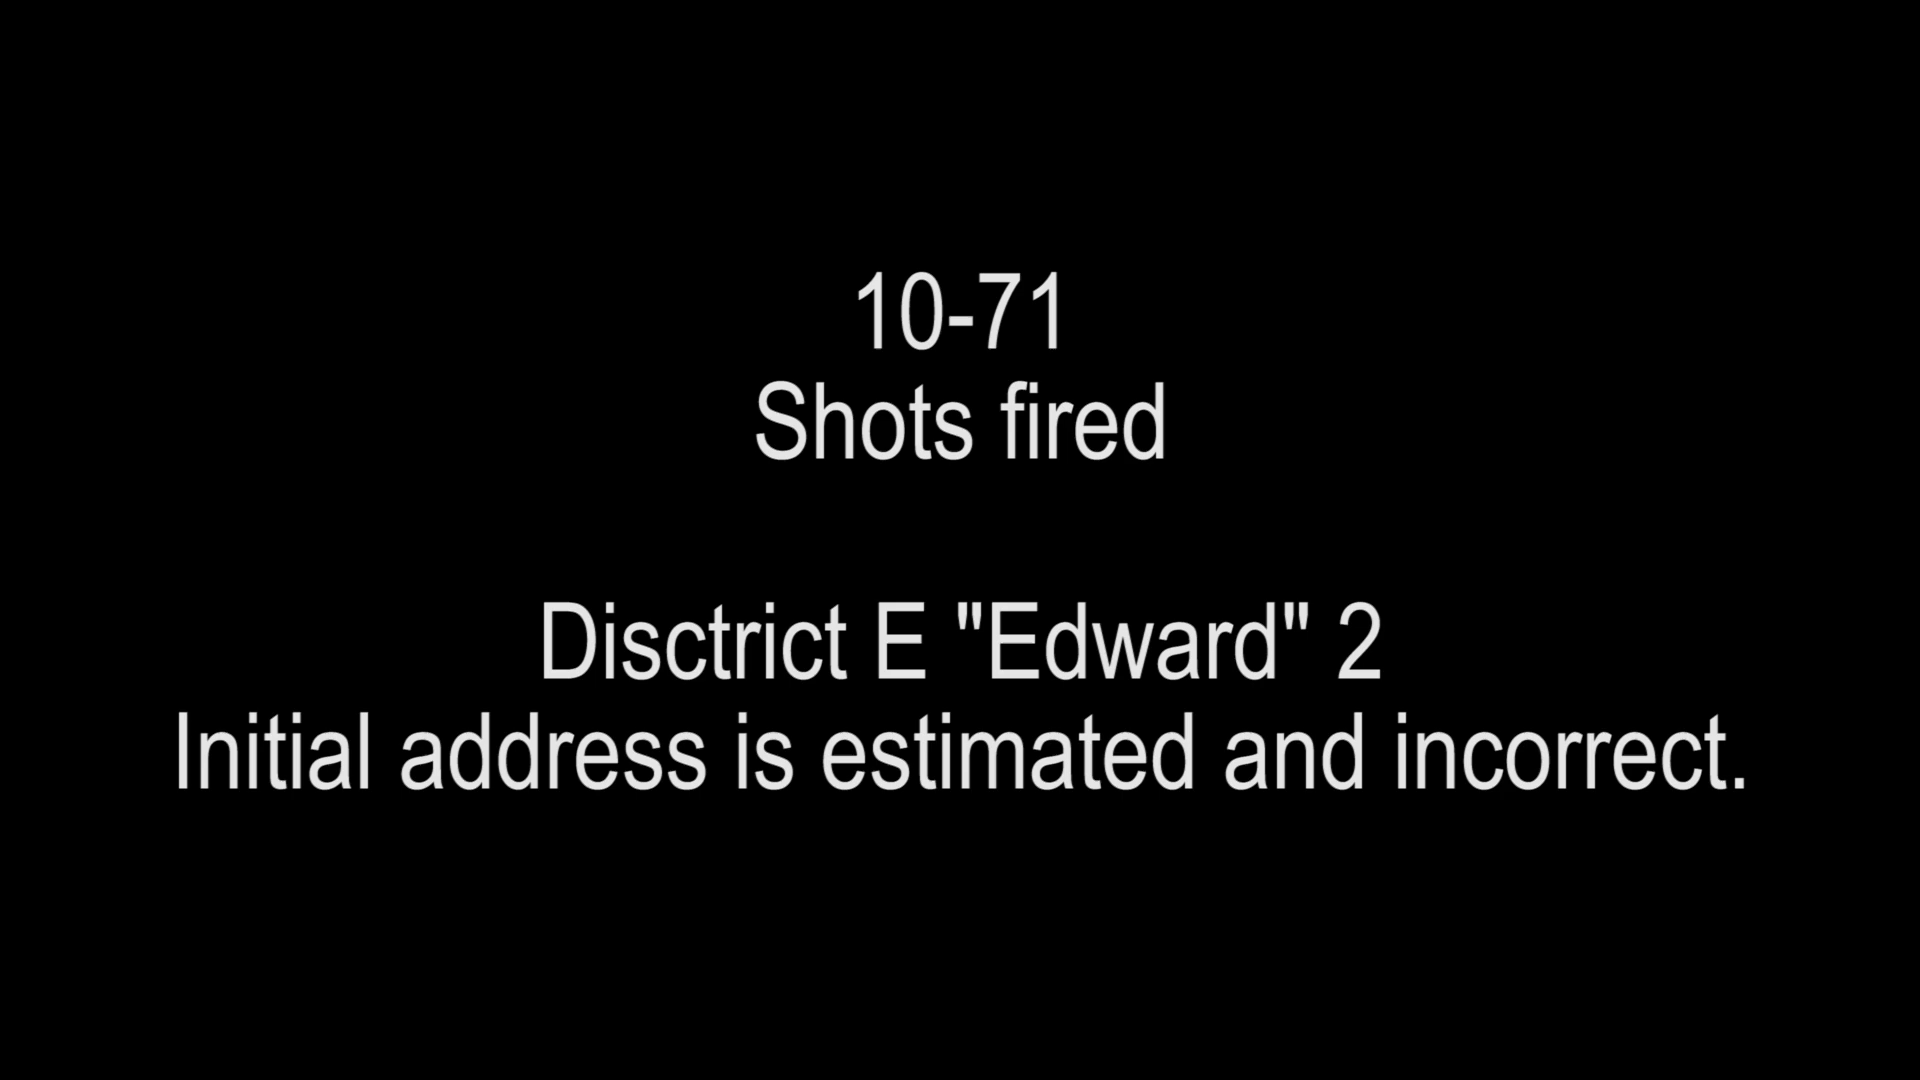 10-71
Shots fired
Disctrict E "Edward" 2
Initial address is estimated and incorrect.